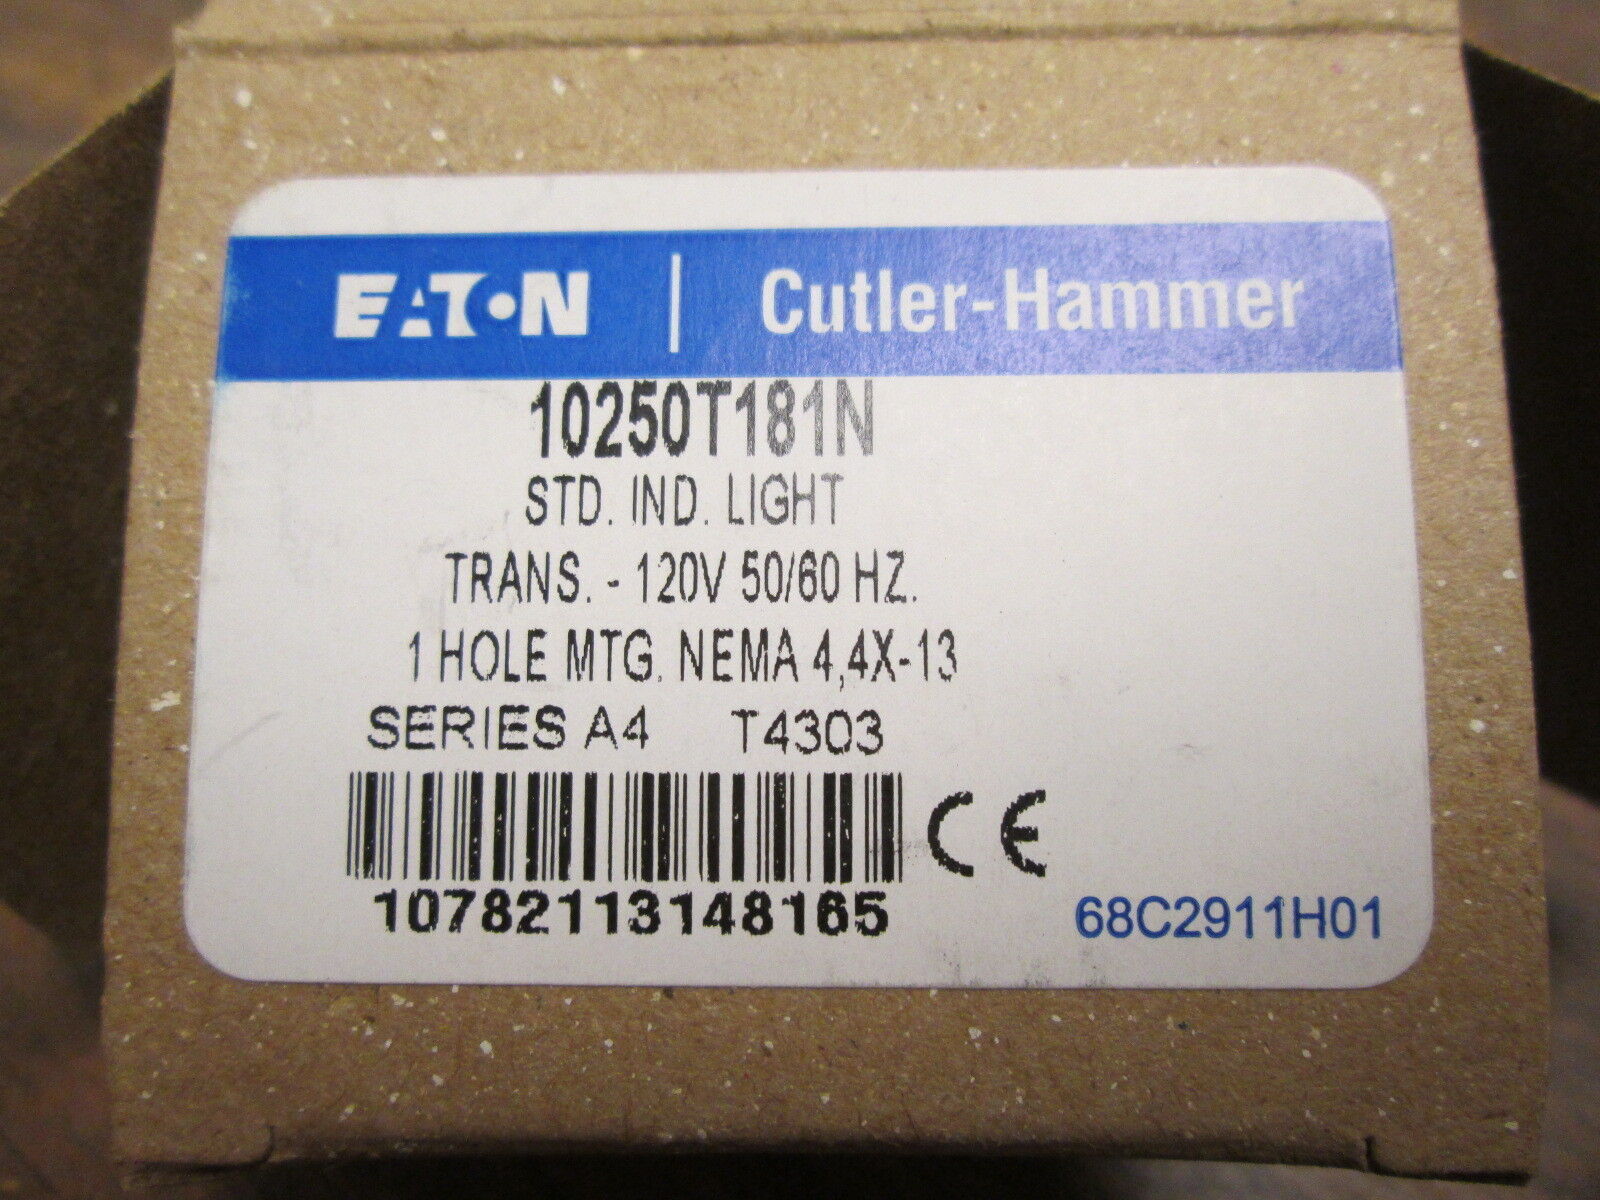 EATON | Cutler-Hammer
10250T181N
STD. IND. LIGHT
TRANS. - 120V 50/60 HZ.
1 HOLE MTG. NEMA 4,4X-13
SERIES A4 T4303
CE
10782113148165
68C2911H01